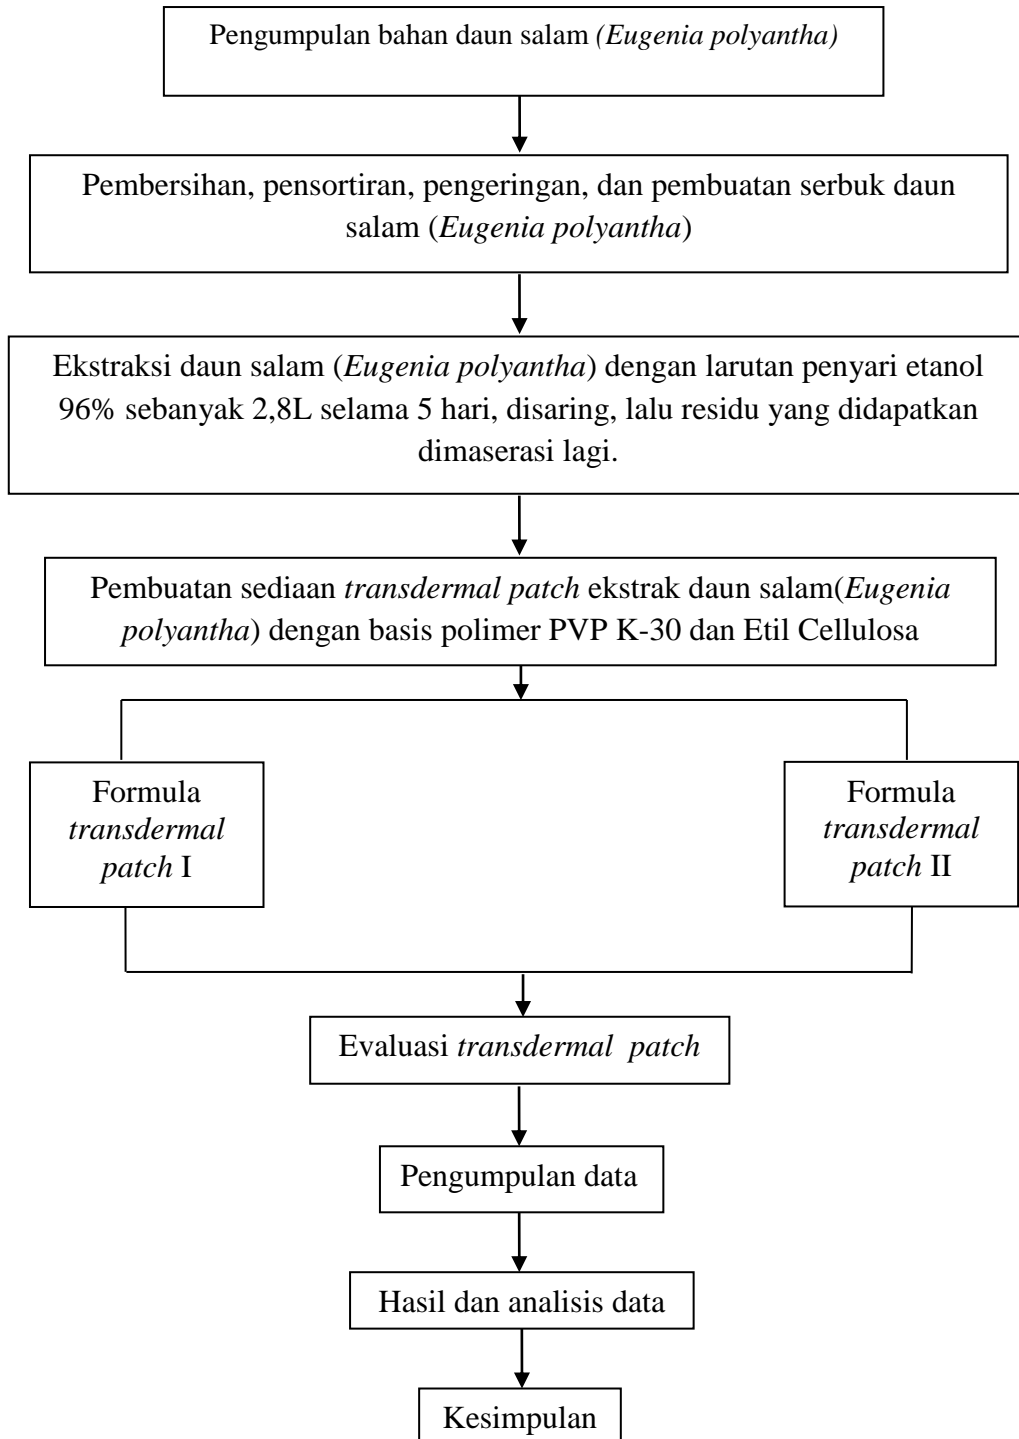 Pengumpulan bahan daun salam (Eugenia polyantha)
Pembersihan, pensortiran, pengeringan, dan pembuatan serbuk daun
salam (Eugenia polyantha)
Ekstraksi daun salam (Eugenia polyantha) dengan larutan penyari etanol
96% sebanyak 2,8L selama 5 hari, disaring, lalu residu yang didapatkan
dimaserasi lagi.
Pembuatan sediaan transdermal patch ekstrak daun salam(Eugenia
polyantha) dengan basis polimer PVP K-30 dan Etil Cellulosa
Formula
transdermal
patch I
Formula
transdermal
patch II
Evaluasi transdermal  patch
Pengumpulan data
Hasil dan analisis data
Kesimpulan